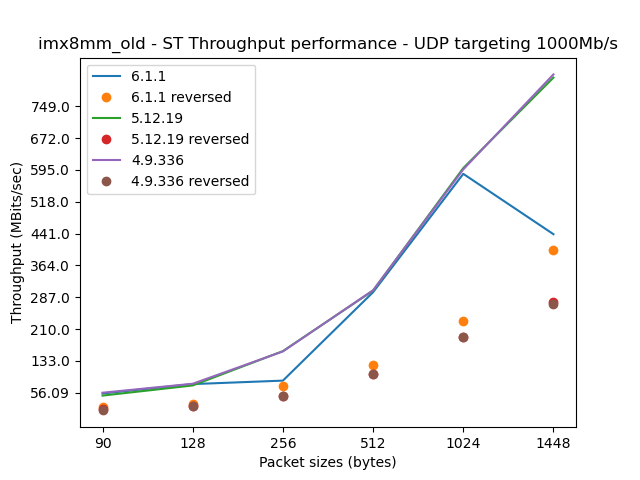 imx8mm_old - ST Throughput performance - UDP targeting 1000Mb/s
6.1.1
6.1.1 reversed
5.12.19
5.12.19 reversed
4.9.336
4.9.336 reversed
Throughput (MBits/sec)
749.0
672.0
595.0
518.0
441.0
364.0
287.0
210.0
133.0
56.09
90 128 256 512 1024 1448
Packet sizes (bytes)